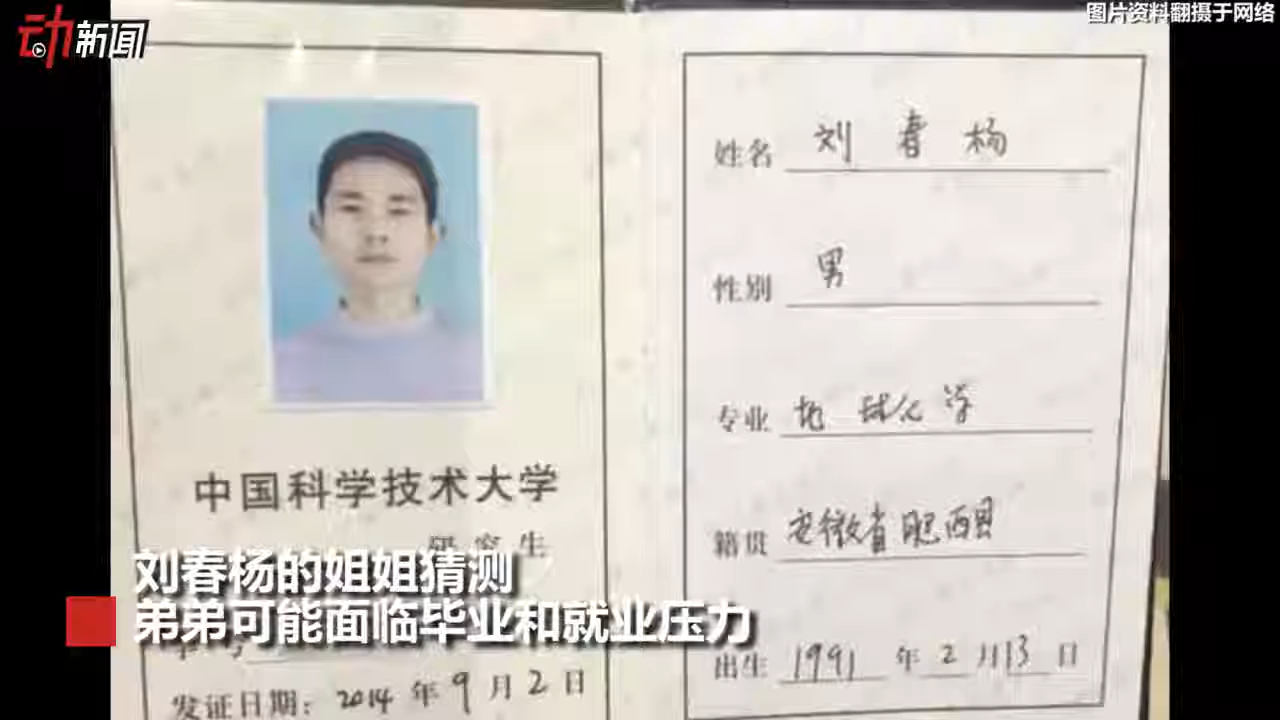 动新闻
图片资料翻摄于网络
中国科学技术大学
研究生
发证日期: 2014 年 9 月 2 日
姓名 刘春杨
性别 男
专业 地球化学
籍贯 安徽省肥西县
出生 1991 年 2 月 13 日
刘春杨的姐姐猜测
弟弟可能面临毕业和就业压力